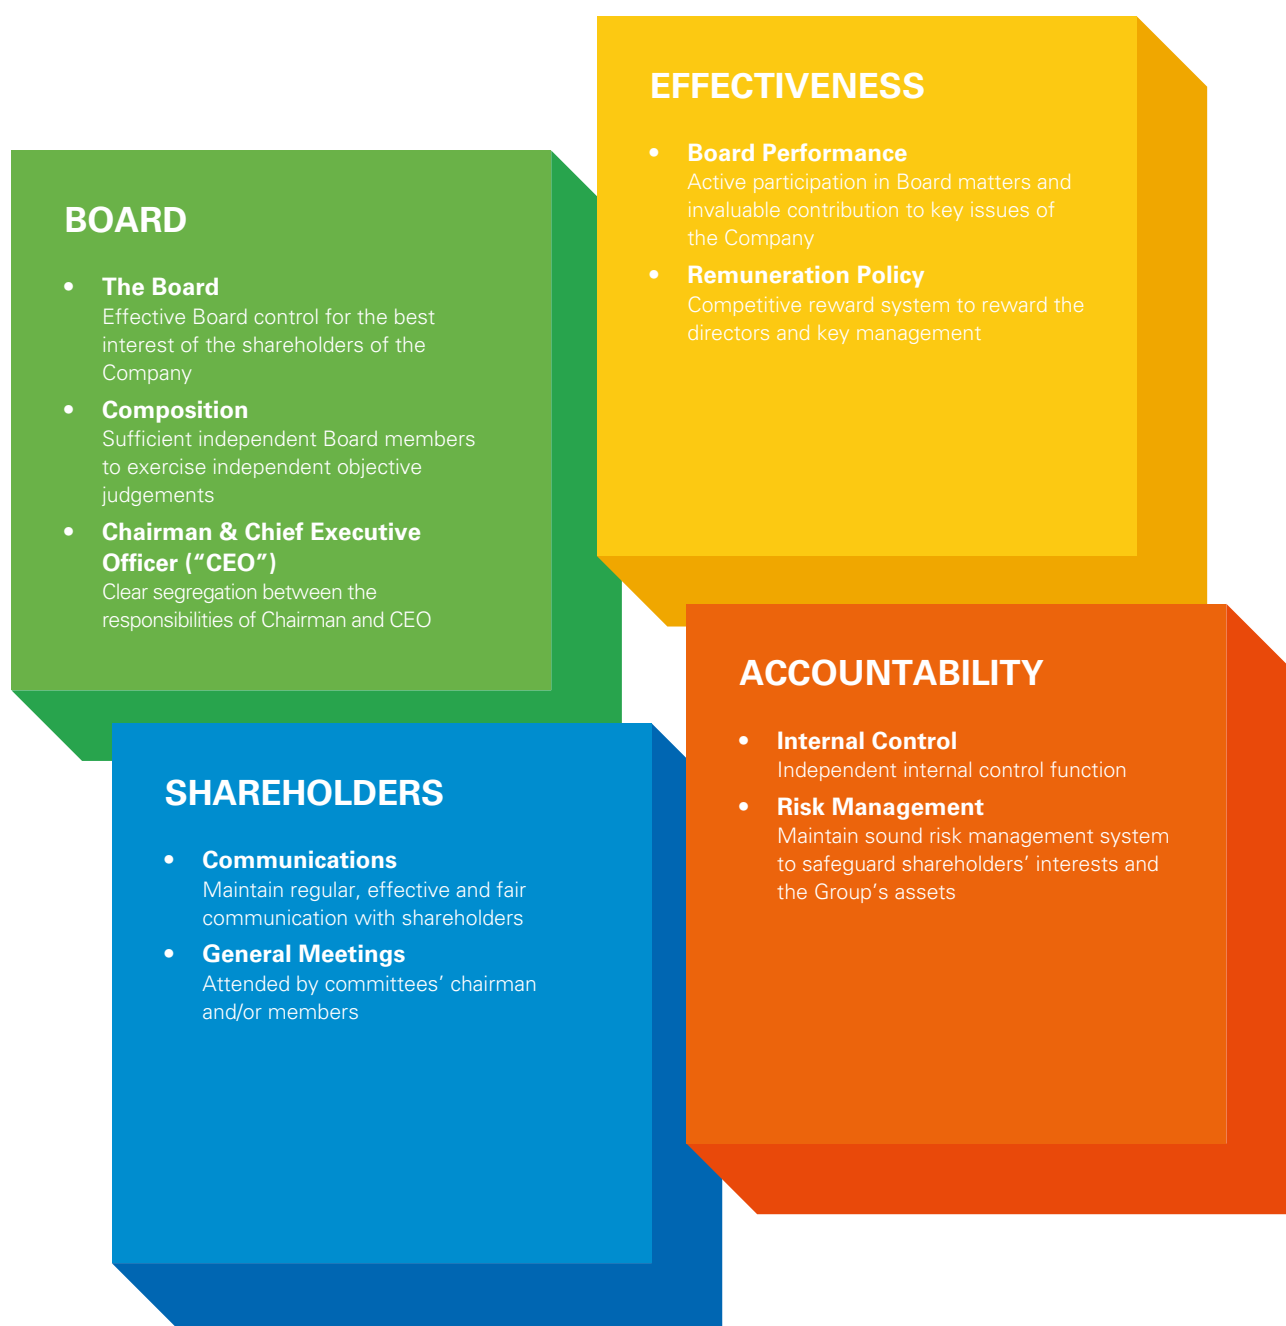 BOARD
• The Board
Effective Board control for the best
interest of the shareholders of the
Company
• Composition
Sufficient independent Board members
to exercise independent objective
judgements
• Chairman & Chief Executive
Officer (“CEO”)
Clear segregation between the
responsibilities of Chairman and CEO
EFFECTIVENESS
• Board Performance
Active participation in Board matters and
invaluable contribution to key issues of
the Company
• Remuneration Policy
Competitive reward system to reward the
directors and key management
SHAREHOLDERS
• Communications
Maintain regular, effective and fair
communication with shareholders
• General Meetings
Attended by committees’ chairman
and/or members
ACCOUNTABILITY
• Internal Control
Independent internal control function
• Risk Management
Maintain sound risk management system
to safeguard shareholders’ interests and
the Group’s assets